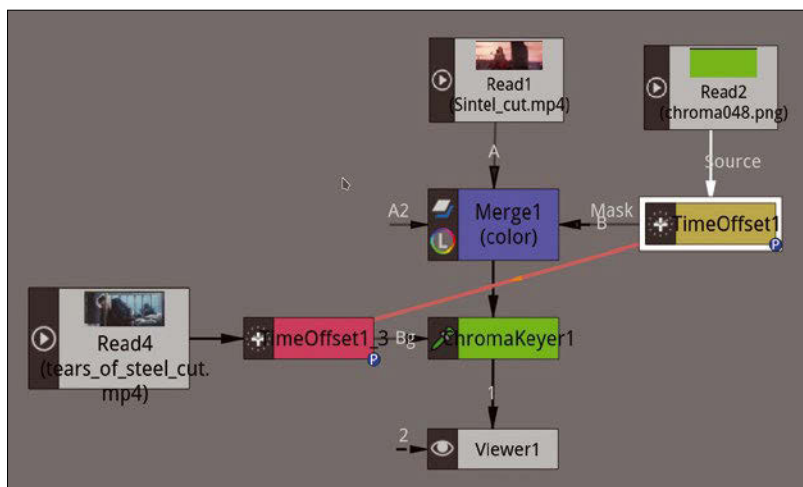 Read1
(Sintel_cut.mp4)
Read2
(chroma048.png)
A
Source
A2
Merge1
(color)
Mask
B
TimeOffset1
P
Read4
(tears_of_steel_cut.
mp4)
TimeOffset1_3
P
Bg
ChromaKeyer1
1
2
Viewer1
L